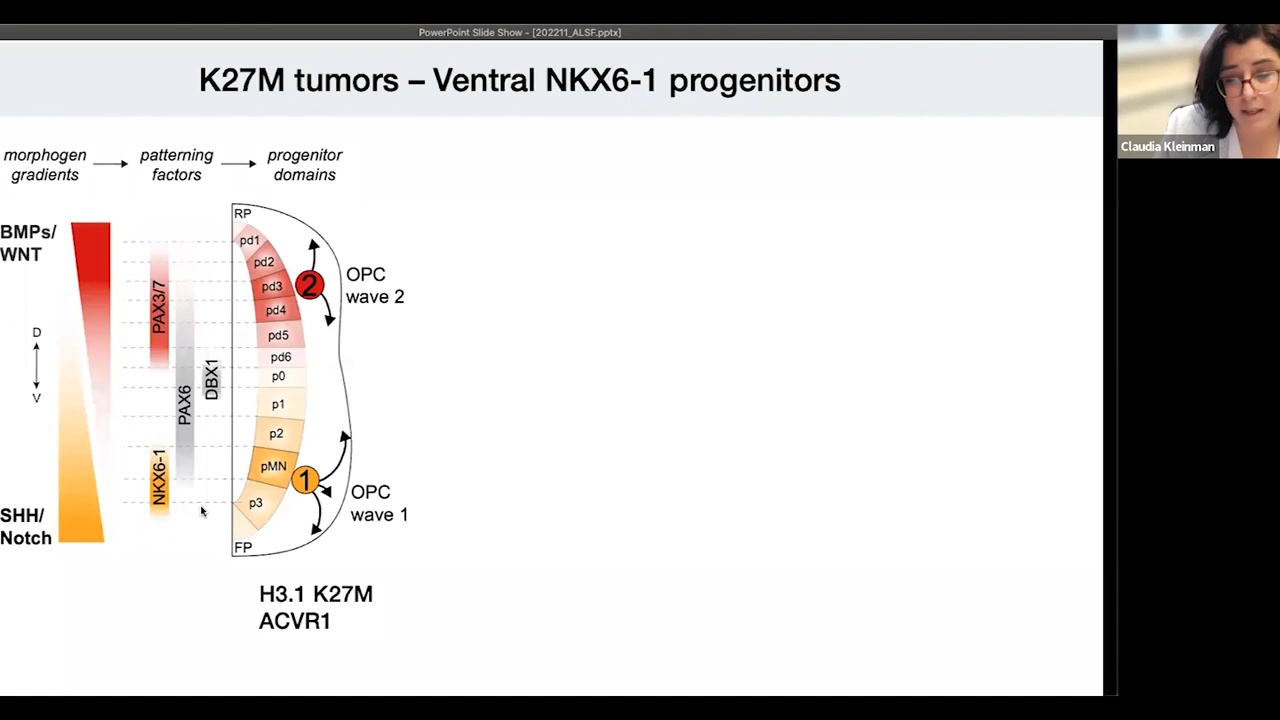 PowerPoint Slide Show - [202211_ALSF.pptx]
K27M tumors – Ventral NKX6-1 progenitors
Claudia Kleinman
morphogen
gradients
patterning
factors
progenitor
domains
BMPs/
WNT
D
V
SHH/
Notch
PAX3/7
NKX6-1
PAX6
DBX1
RP
pd1
pd2
pd3
pd4
pd5
pd6
p0
p1
p2
pMN
p3
FP
2
OPC
wave 2
1
OPC
wave 1
H3.1 K27M
ACVR1